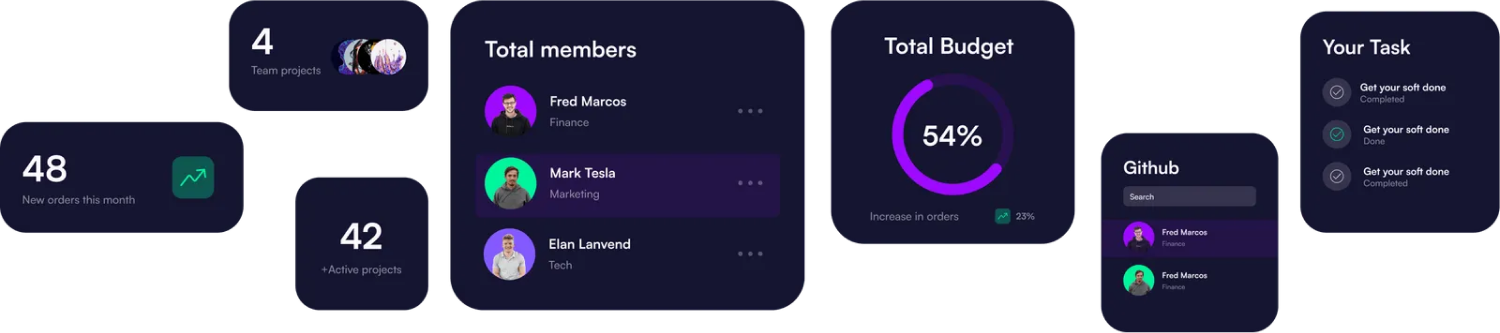 4
Team projects
48
New orders this month
42
+Active projects
Total members
Fred Marcos
Finance
Mark Tesla
Marketing
Elan Lanvend
Tech
Total Budget
54%
Increase in orders
23%
Github
Search
Fred Marcos
Finance
Fred Marcos
Finance
Your Task
Get your soft done
Completed
Get your soft done
Done
Get your soft done
Completed